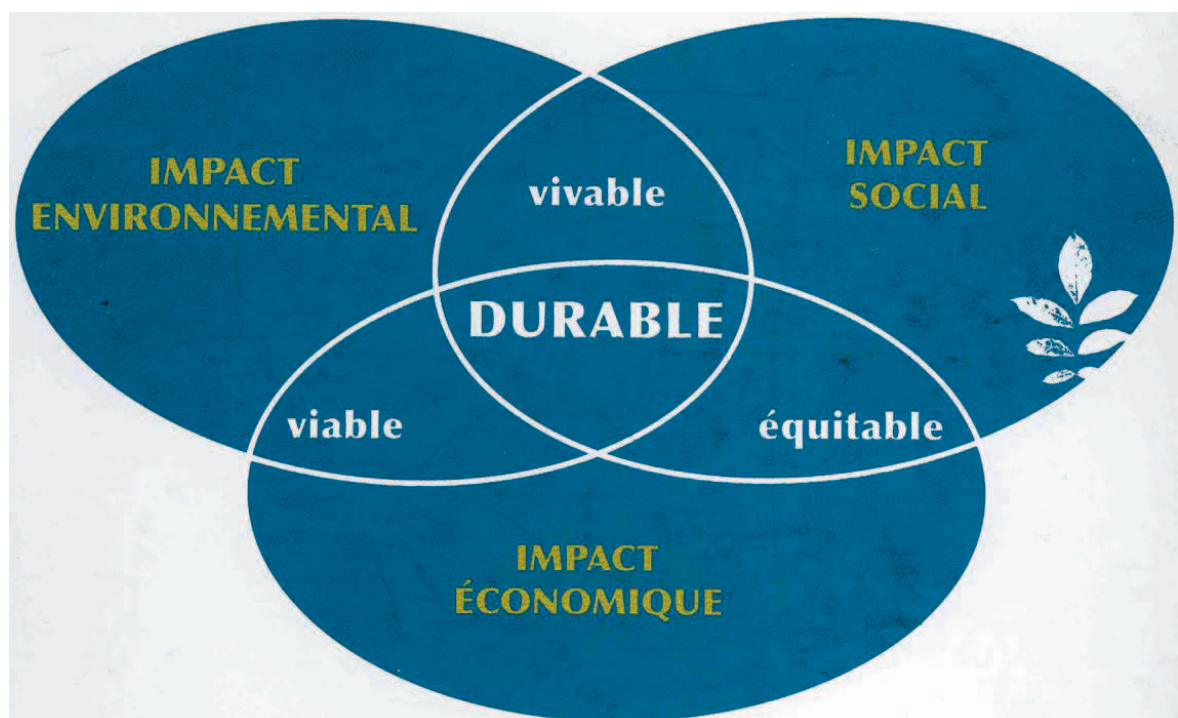 IMPACT
ENVIRONNEMENTAL
IMPACT
SOCIAL
vivable
DURABLE
viable
équitable
IMPACT
ÉCONOMIQUE